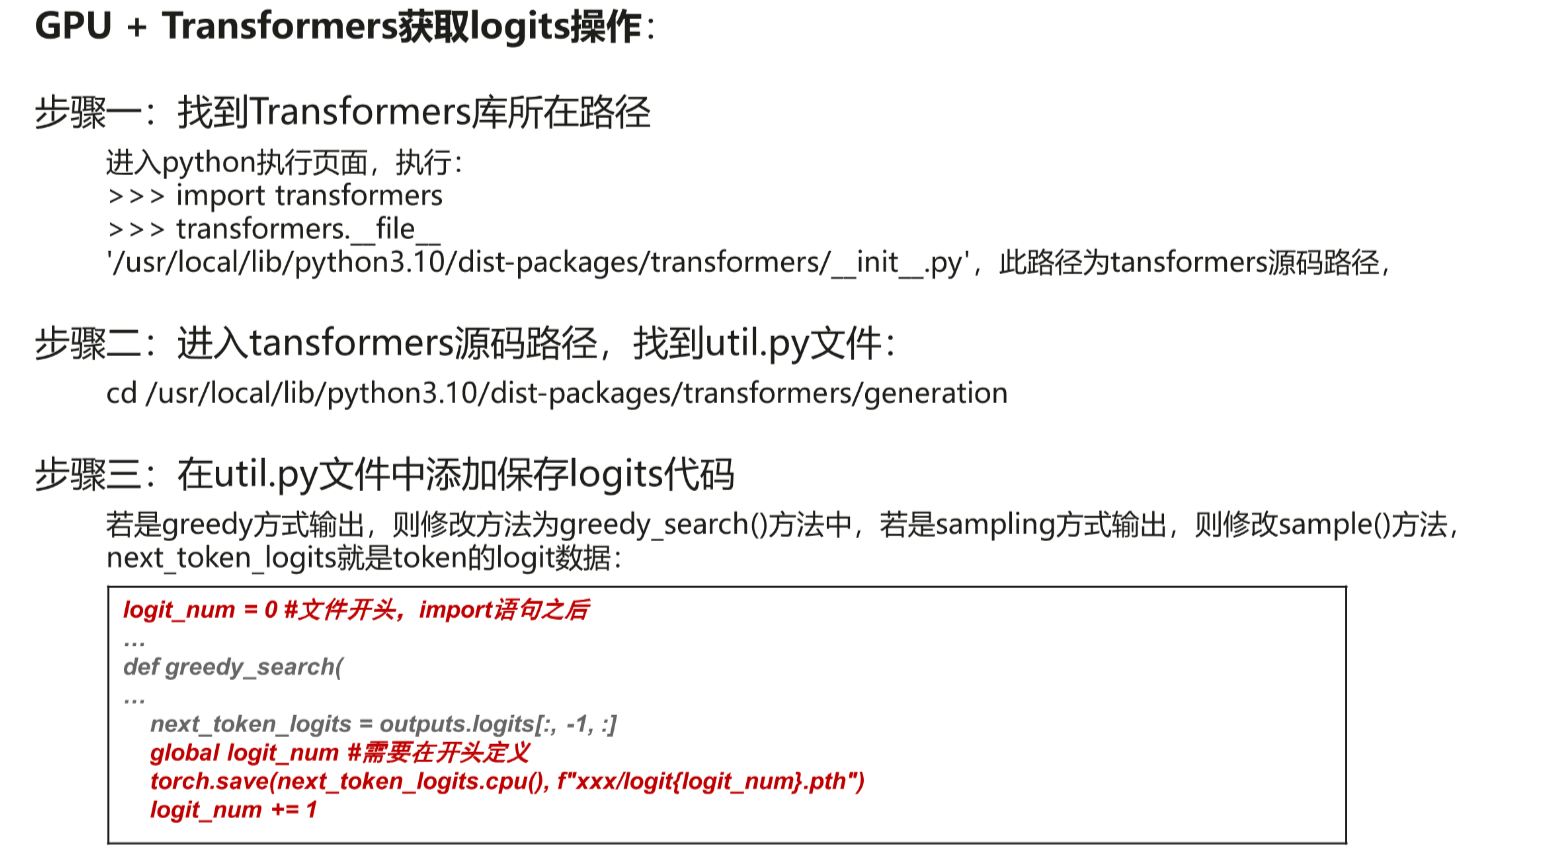 GPU + Transformers获取logits操作：
步骤一：找到Transformers库所在路径
进入python执行页面，执行：
>>> import transformers
>>> transformers.__file__
'/usr/local/lib/python3.10/dist-packages/transformers/__init__.py'，此路径为tansformers源码路径，
步骤二：进入tansformers源码路径，找到util.py文件：
cd /usr/local/lib/python3.10/dist-packages/transformers/generation
步骤三：在util.py文件中添加保存logits代码
若是greedy方式输出，则修改方法为greedy_search()方法中，若是sampling方式输出，则修改sample()方法，
next_token_logits就是token的logit数据：
logit_num = 0 #文件开头，import语句之后
...
def greedy_search(
...
next_token_logits = outputs.logits[:, -1, :]
global logit_num #需要在开头定义
torch.save(next_token_logits.cpu(), f"xxx/logit{logit_num}.pth")
logit_num += 1